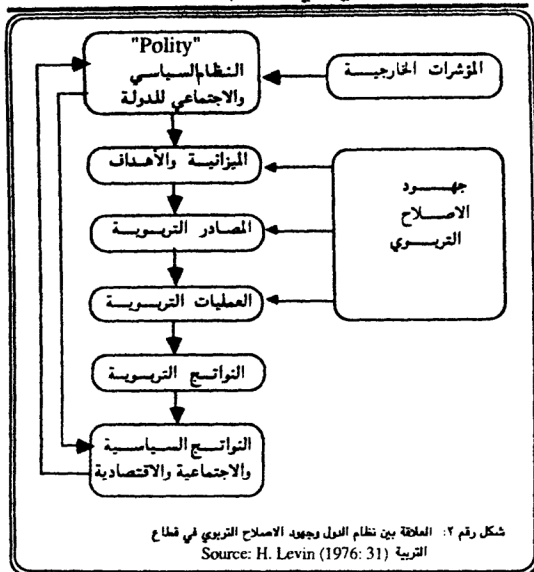 "Polity"
النظام السياسي
والاجتماعي للدولة
المؤشرات الخارجية
الميزانية والأهداف
جهود
الاصلاح
التربوي
المصادر التربوية
العمليات التربوية
النواتج التربوية
النواتج السياسية
والاجتماعية والاقتصادية
شكل رقم ٢: العلاقة بين نظام الدول وجهود الاصلاح التربوي في قطاع
التربية Source: H. Levin (1976: 31)